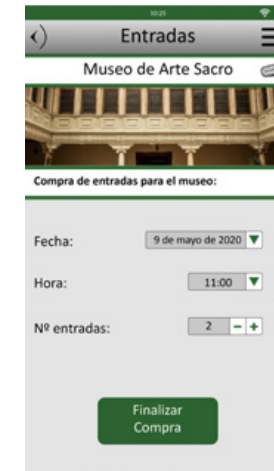 10:25
Entradas
Museo de Arte Sacro
Compra de entradas para el museo:
Fecha: 9 de mayo de 2020
Hora: 11:00
Nº entradas: 2 - +
Finalizar
Compra